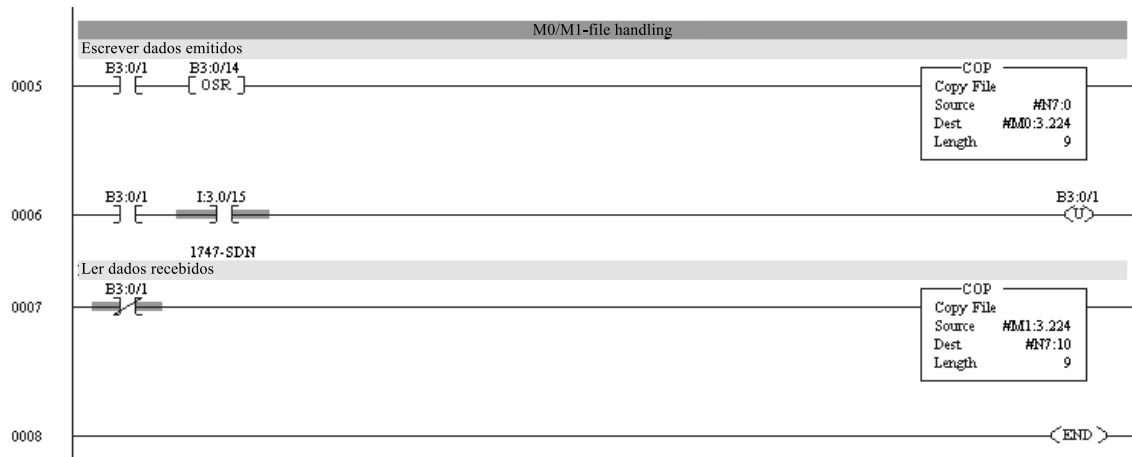 M0/M1-file handling
Escrever dados emitidos
B3:0/1 B3:0/14
0005 OSR
COP
Copy File
Source #N7:0
Dest #M0:3.224
Length 9
B3:0/1 I:3.0/15 B3:0/1
0006 U
1747-SDN
Ler dados recebidos
B3:0/1
0007
COP
Copy File
Source #M1:3.224
Dest #N7:10
Length 9
0008 END